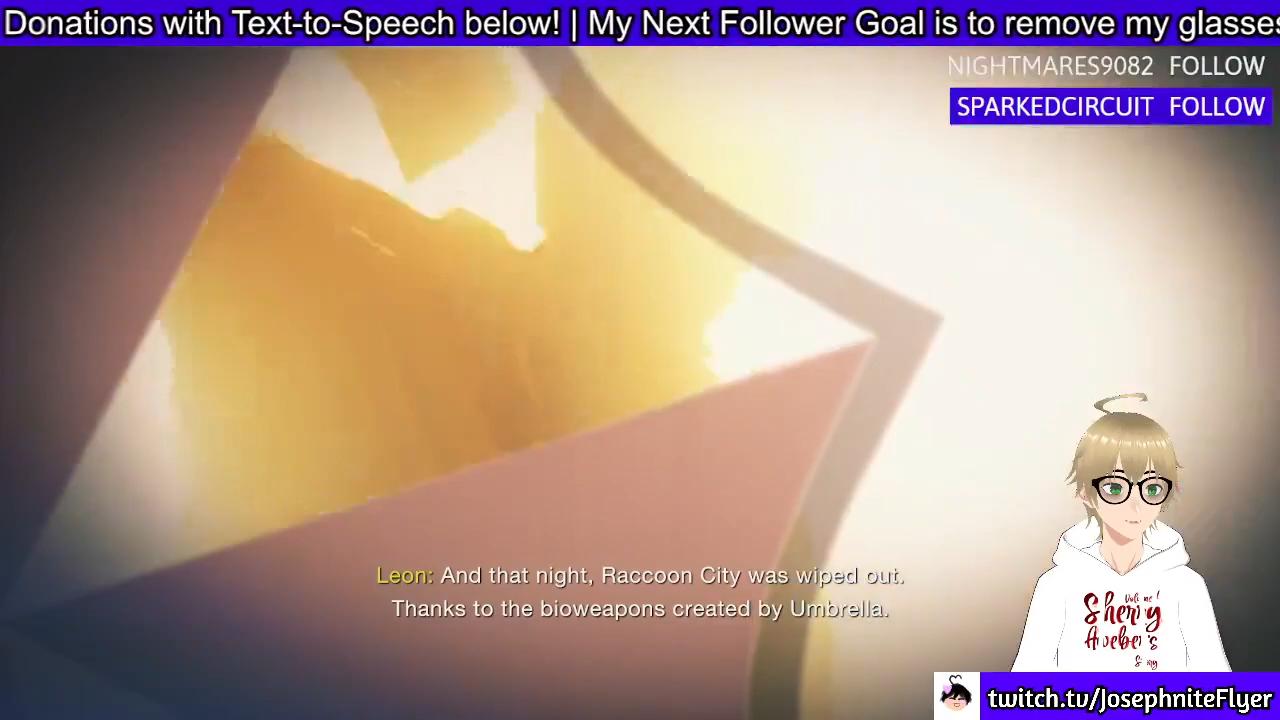 Donations with Text-to-Speech below! | My Next Follower Goal is to remove my glasses
NIGHTMARES9082 FOLLOW
SPARKEDCIRCUIT FOLLOW
Leon: And that night, Raccoon City was wiped out.
Thanks to the bioweapons created by Umbrella.
Sherry
twitch.tv/JosephniteFlyer